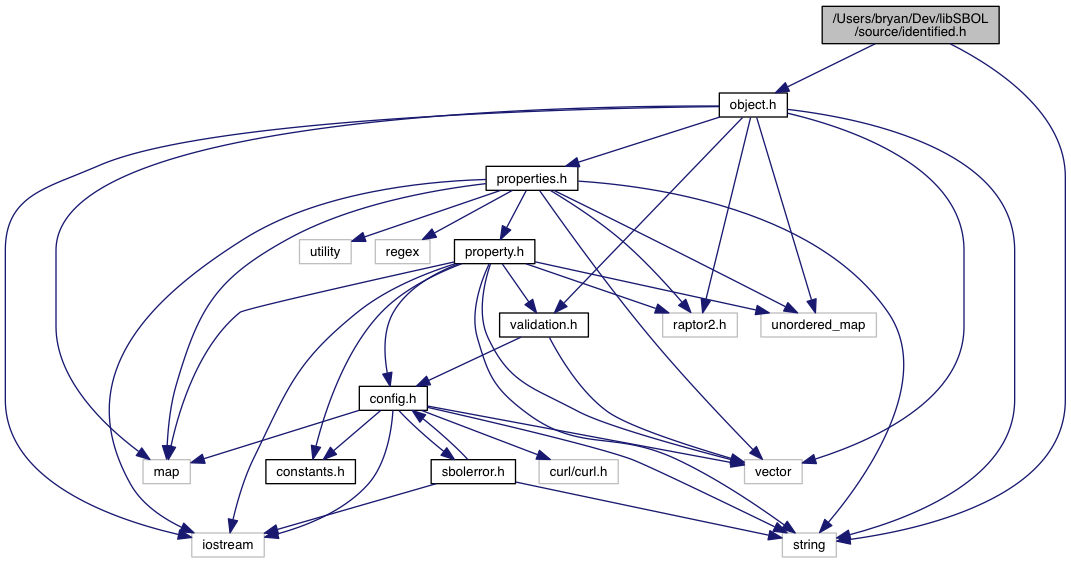 /Users/bryan/Dev/libSBOL
/source/identified.h
object.h
properties.h
utility
regex
property.h
validation.h
raptor2.h
unordered_map
config.h
map
constants.h
sbolerror.h
curl/curl.h
vector
iostream
string